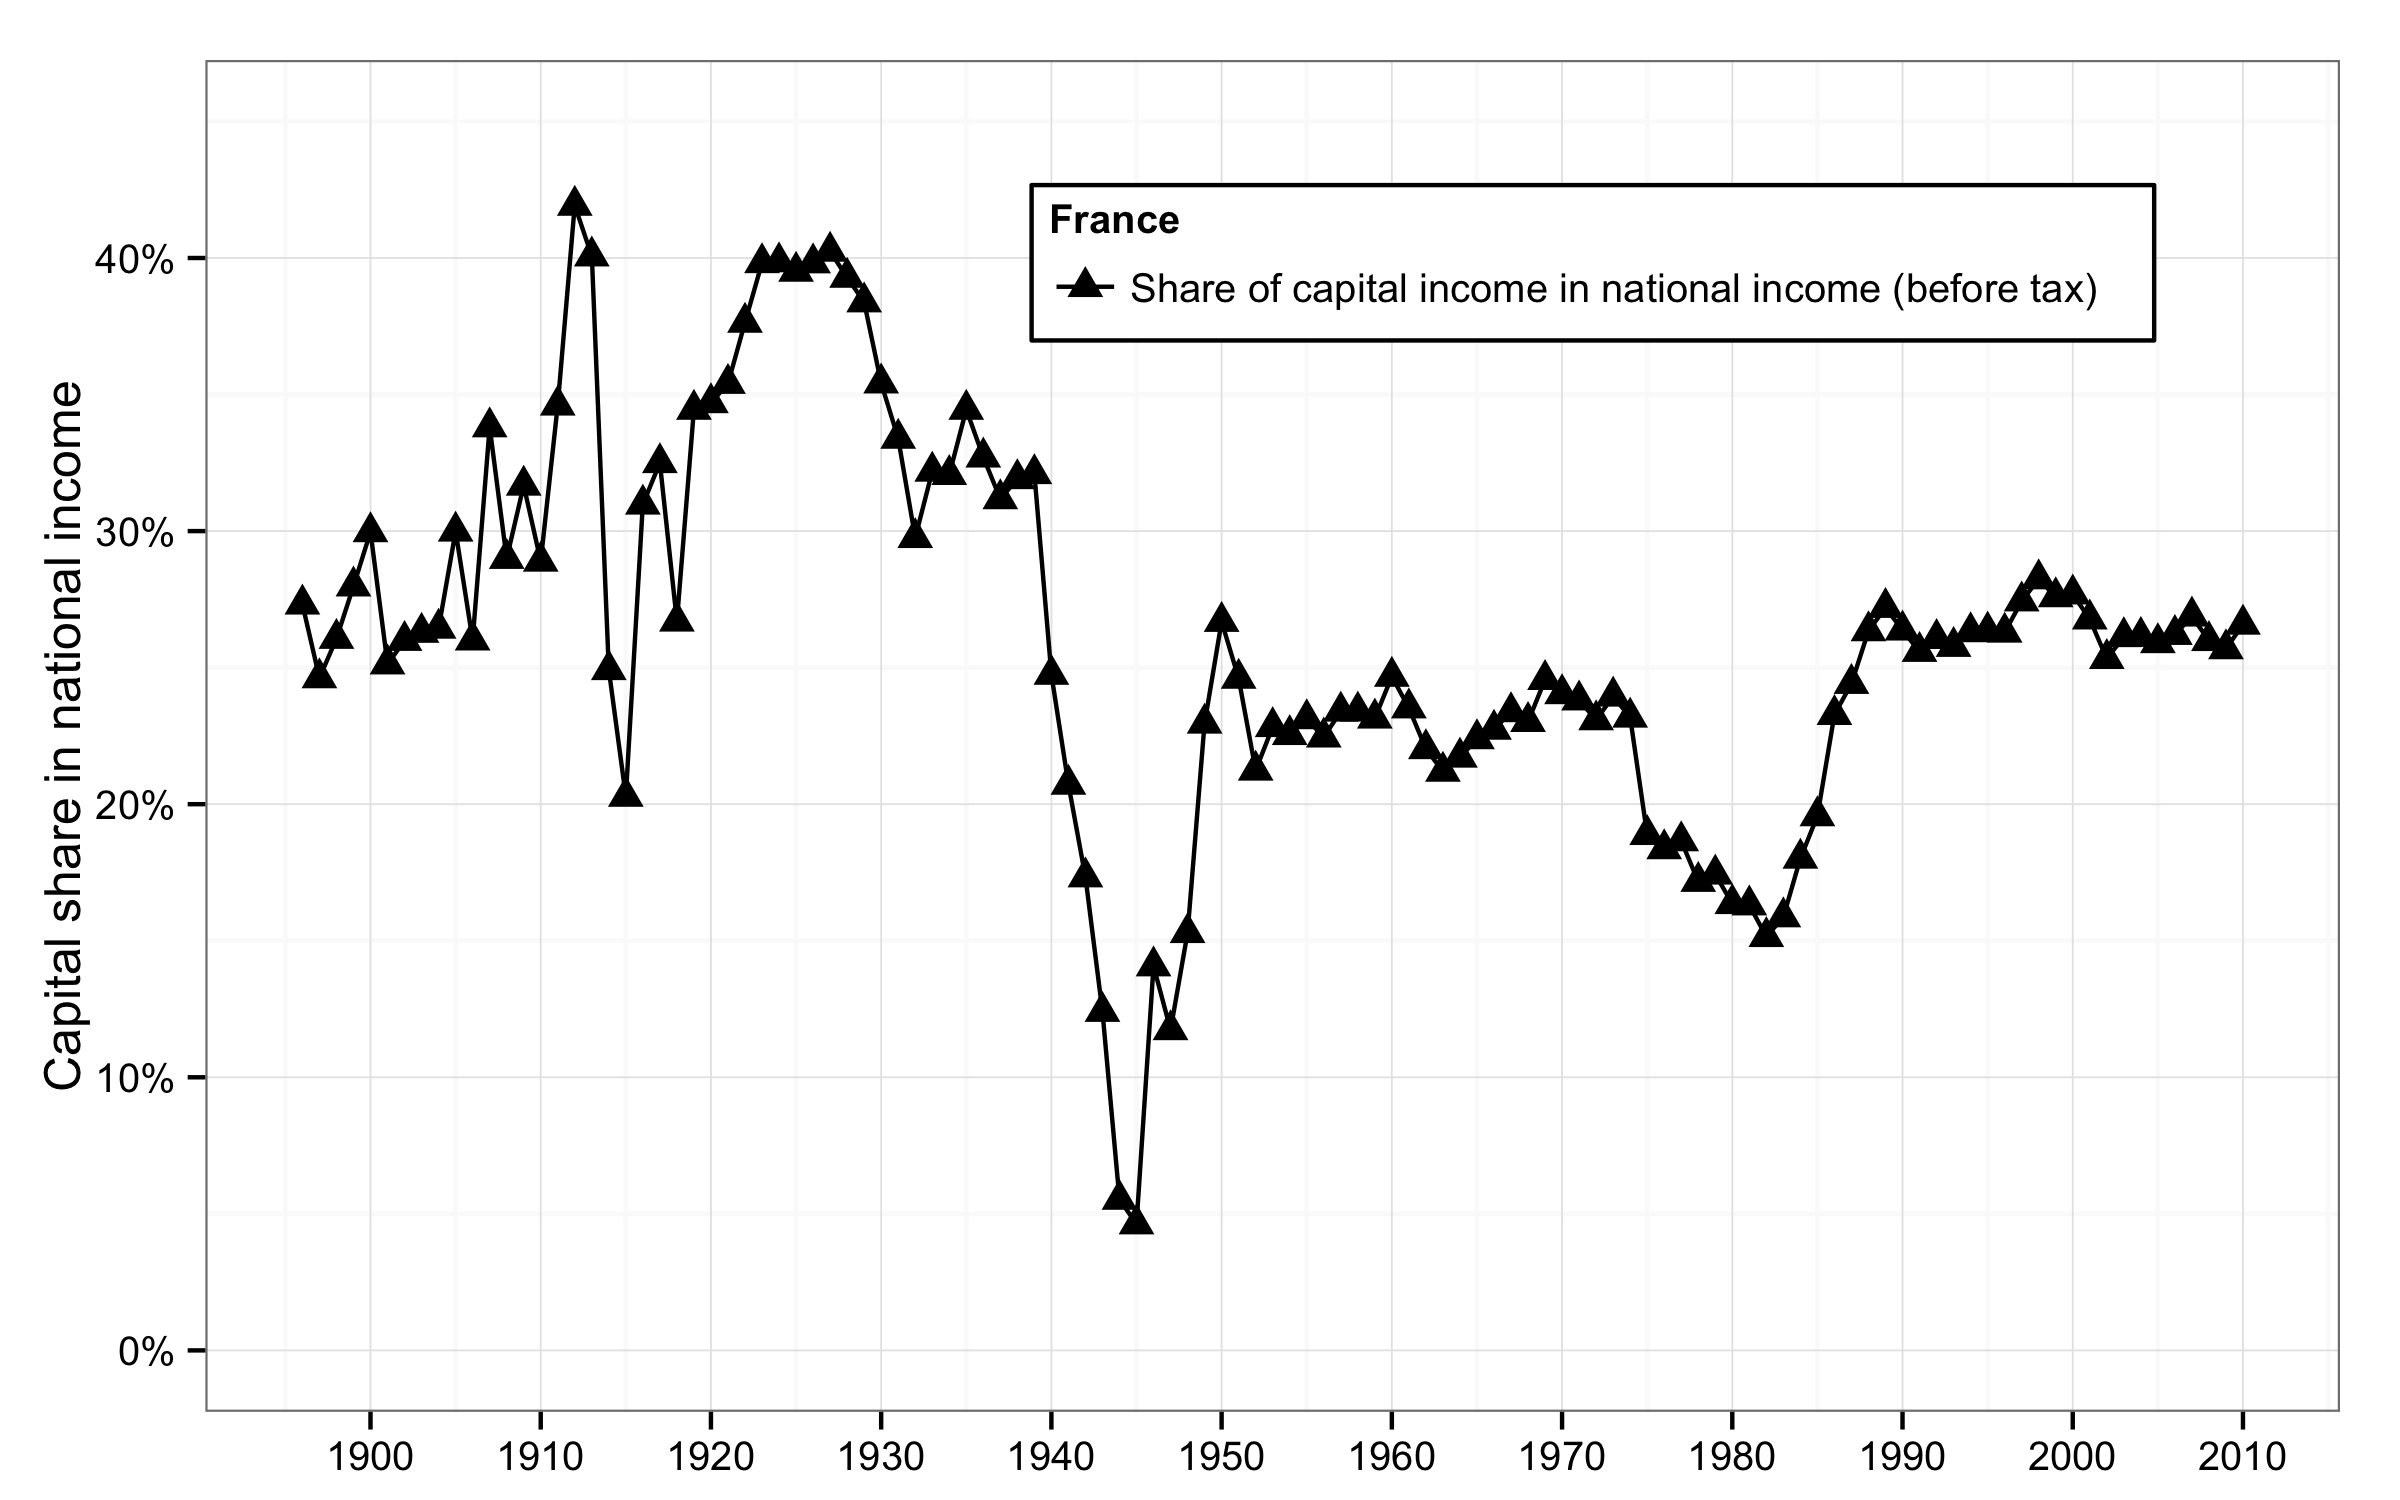 France
Share of capital income in national income (before tax)
Capital share in national income
40%
30%
20%
10%
0%
1900 1910 1920 1930 1940 1950 1960 1970 1980 1990 2000 2010